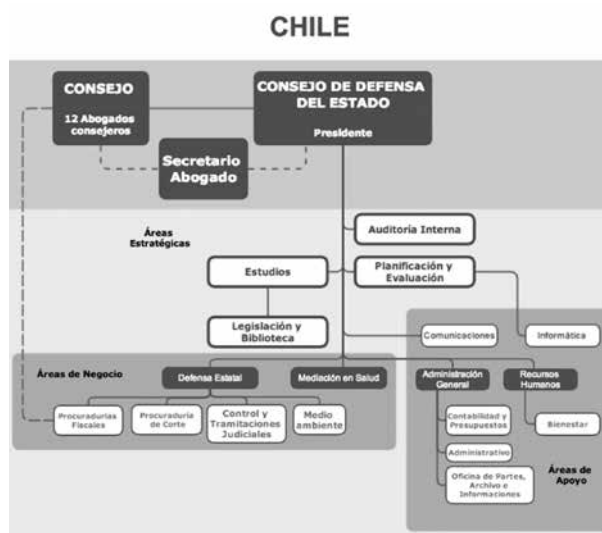 CHILE
CONSEJO
12 Abogados
consejeros
CONSEJO DE DEFENSA
DEL ESTADO
Presidente
Secretario
Abogado
Áreas
Estratégicas
Auditoría Interna
Estudios
Planificación y
Evaluación
Legislación y
Biblioteca
Comunicaciones
Informática
Áreas de Negocio
Defensa Estatal
Mediación en Salud
Administración
General
Recursos
Humanos
Procuradurías
Fiscales
Procuraduría
de Corte
Control y
Tramitaciones
Judiciales
Medio
ambiente
Contabilidad y
Presupuestos
Bienestar
Administrativo
Oficina de Partes,
Archivo e
Informaciones
Áreas de
Apoyo